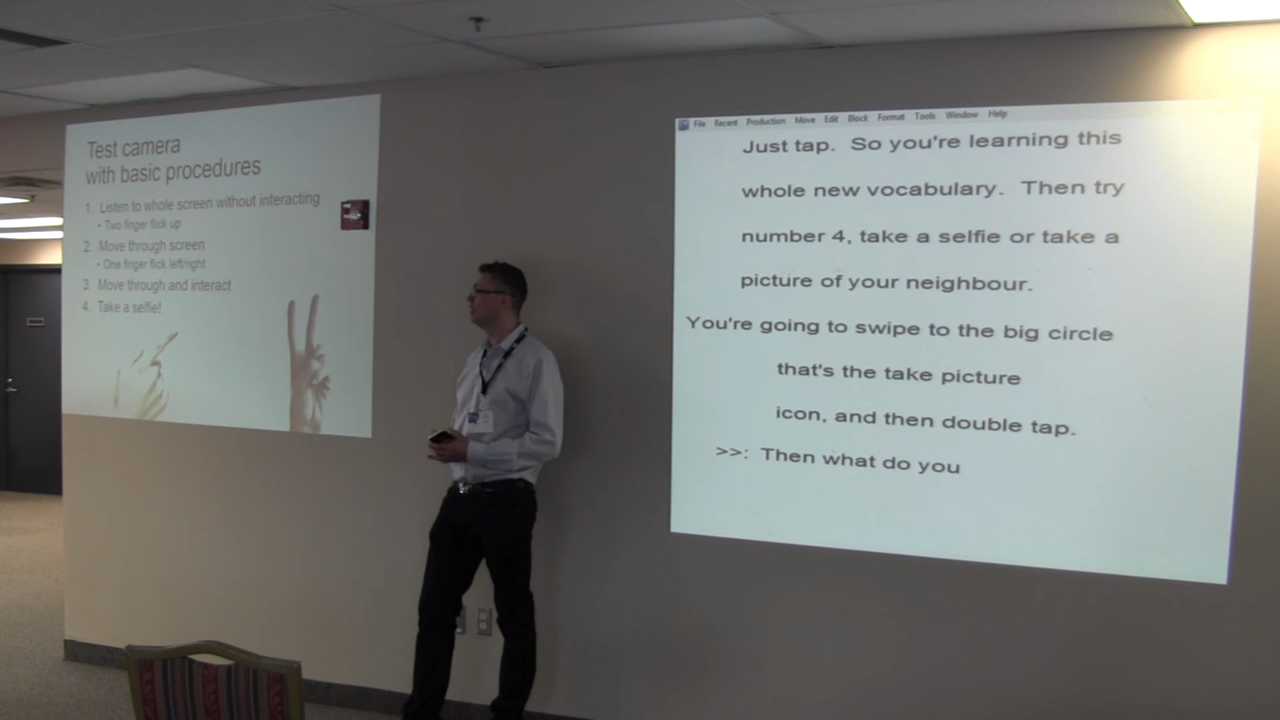 Test camera
with basic procedures
1. Listen to whole screen without interacting
• Two finger flick up
2. Move through screen
• One finger flick left/right
3. Move through and interact
4. Take a selfie!
File Recent Production Move Edit Block Format Tools Window Help
Just tap. So you're learning this
whole new vocabulary. Then try
number 4, take a selfie or take a
picture of your neighbour.
You're going to swipe to the big circle
that's the take picture
icon, and then double tap.
>>: Then what do you